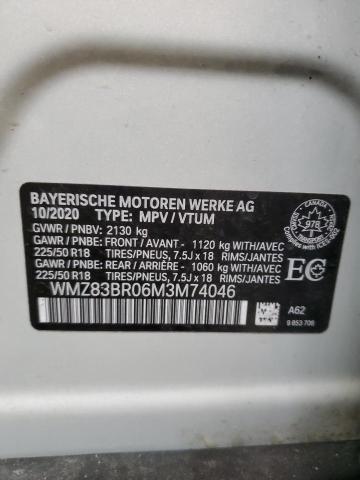 BAYERISCHE MOTOREN WERKE AG
10/2020 TYPE: MPV / VTUM
GVWR / PNBV: 2130 kg
GAWR / PNBE: FRONT / AVANT - 1120 kg WITH/AVEC
225/50 R18 TIRES/PNEUS, 7.5J x 18 RIMS/JANTES
GAWR / PNBE: REAR / ARRIÈRE - 1060 kg WITH/AVEC
225/50 R18 TIRES/PNEUS, 7.5J x 18 RIMS/JANTES
WMZ83BR06M3M74046
CANADA
978
TRANSPORT
EC
A62
9 853 706